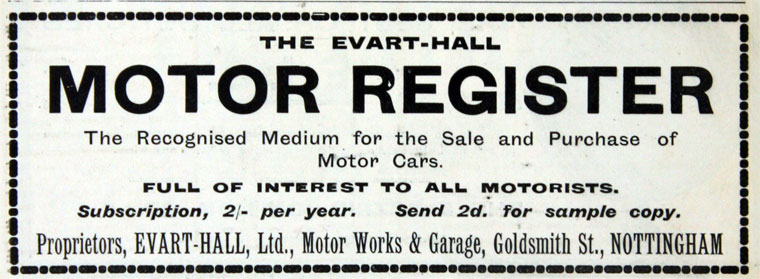 THE EVART-HALL
MOTOR REGISTER
The Recognised Medium for the Sale and Purchase of
Motor Cars.
FULL OF INTEREST TO ALL MOTORISTS.
Subscription, 2/- per year. Send 2d. for sample copy.
Proprietors, EVART-HALL, Ltd., Motor Works & Garage, Goldsmith St., NOTTINGHAM